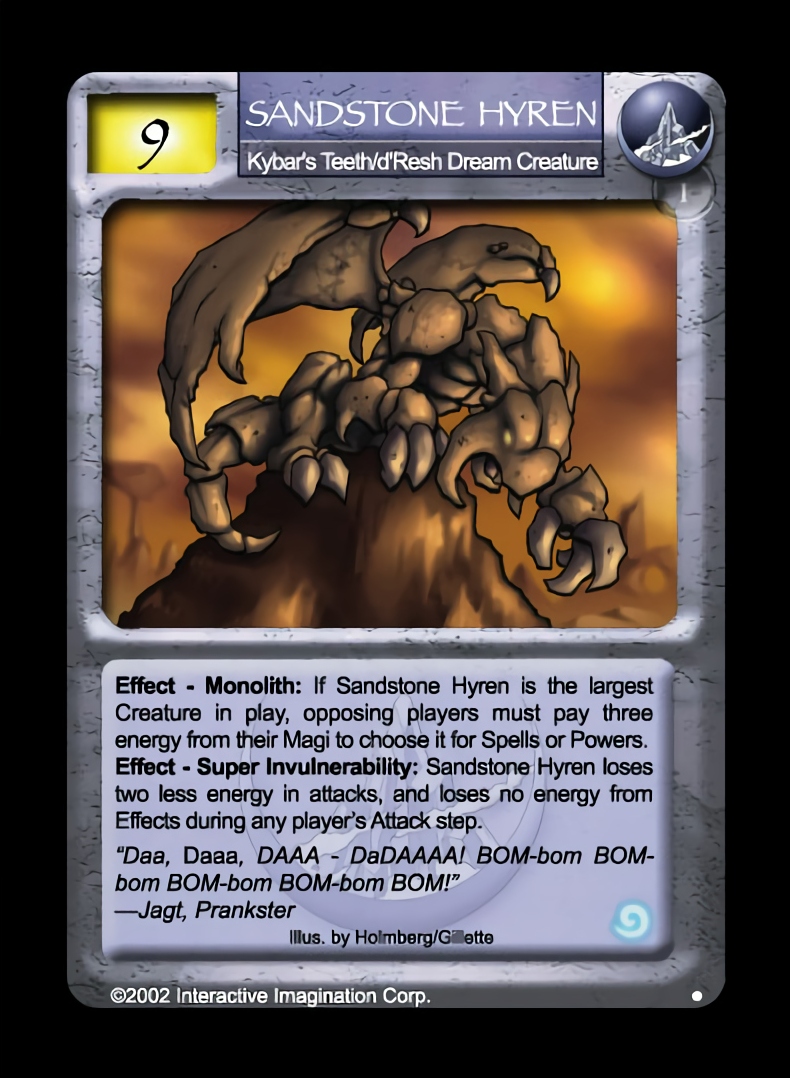 9
SANDSTONE HYREN
Kybar's Teeth/d'Resh Dream Creature
1
Effect - Monolith: If Sandstone Hyren is the largest
Creature in play, opposing players must pay three
energy from their Magi to choose it for Spells or Powers.
Effect - Super Invulnerability: Sandstone Hyren loses
two less energy in attacks, and loses no energy from
Effects during any player's Attack step.
"Daa, Daaa, DAAA - DaDAAAA! BOM-bom BOM-
bom BOM-bom BOM-bom BOM!"
—Jagt, Prankster
Illus. by Holmberg/Gillette
©2002 Interactive Imagination Corp.